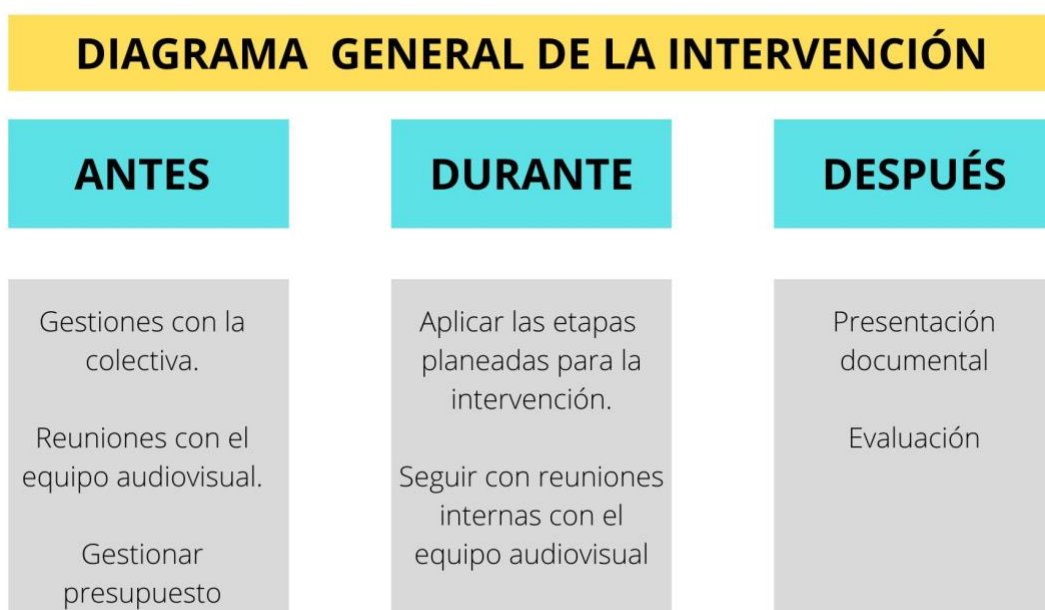 DIAGRAMA GENERAL DE LA INTERVENCIÓN
ANTES
DURANTE
DESPUÉS
Gestiones con la
colectiva.
Reuniones con el
equipo audiovisual.
Gestionar
presupuesto
Aplicar las etapas
planeadas para la
intervención.
Seguir con reuniones
internas con el
equipo audiovisual
Presentación
documental
Evaluación